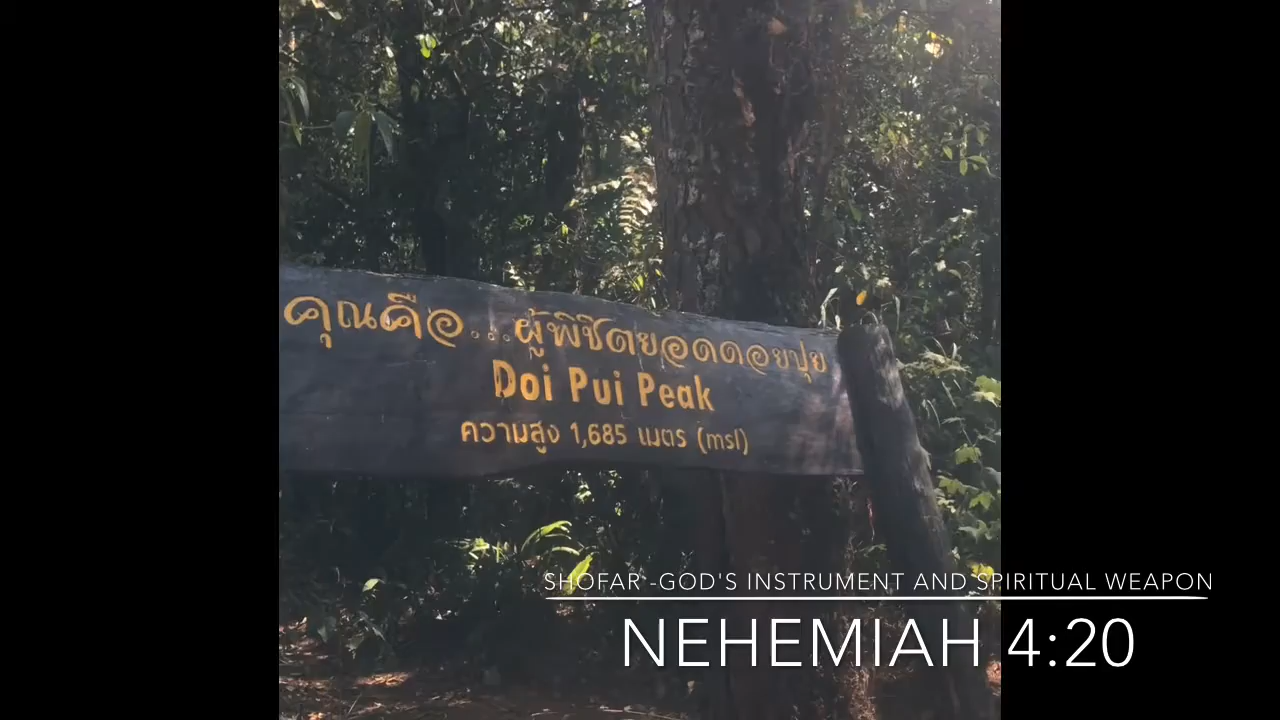 คุณคือ...ผู้พิชิตยอดดอยปุย
Doi Pui Peak
ความสูง 1,685 เมตร (msl)
SHOFAR -GOD'S INSTRUMENT AND SPIRITUAL WEAPON
NEHEMIAH 4:20